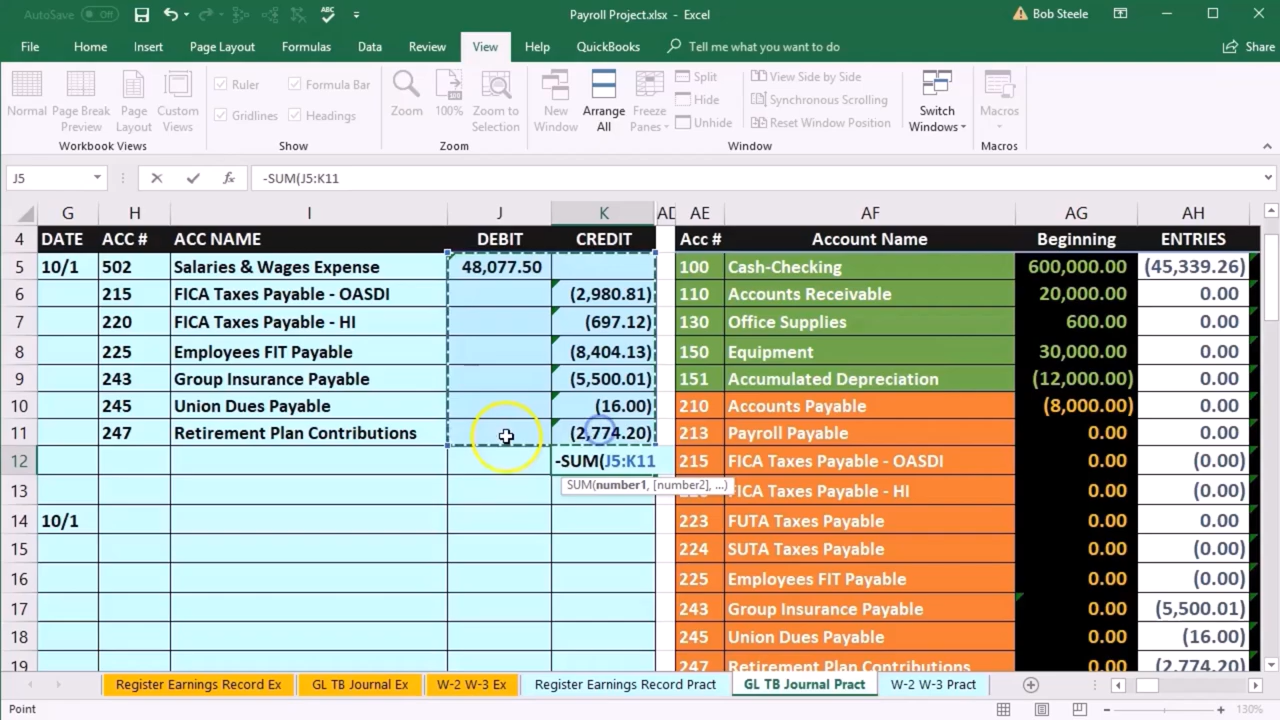 AutoSave Off Payroll Project.xlsx - Excel Bob Steele
File Home Insert Page Layout Formulas Data Review View Help QuickBooks Tell me what you want to do Share
Normal Page Break Preview Page Layout Custom Views
Ruler Formula Bar
Gridlines Headings
Zoom 100% Zoom to Selection
New Window Arrange All Freeze Panes
Split
Hide
Unhide
View Side by Side
Synchronous Scrolling
Reset Window Position
Switch Windows Macros
Workbook Views Show Zoom Window Macros
J5 fx -SUM(J5:K11
G H I J K AD AE AF AG AH
4 DATE ACC # ACC NAME DEBIT CREDIT Acc # Account Name Beginning ENTRIES
5 10/1 502 Salaries & Wages Expense 48,077.50 100 Cash-Checking 600,000.00 (45,339.26)
6 215 FICA Taxes Payable - OASDI (2,980.81) 110 Accounts Receivable 20,000.00 0.00
7 220 FICA Taxes Payable - HI (697.12) 130 Office Supplies 600.00 0.00
8 225 Employees FIT Payable (8,404.13) 150 Equipment 30,000.00 0.00
9 243 Group Insurance Payable (5,500.01) 151 Accumulated Depreciation (12,000.00) 0.00
10 245 Union Dues Payable (16.00) 210 Accounts Payable (8,000.00) 0.00
11 247 Retirement Plan Contributions (2,774.20) 213 Payroll Payable 0.00 0.00
12 -SUM(J5:K11 215 FICA Taxes Payable - OASDI 0.00 (0.00)
SUM(number1, [number2], ...)
13 FICA Taxes Payable - HI 0.00 (0.00)
14 10/1 223 FUTA Taxes Payable 0.00 (0.00)
15 224 SUTA Taxes Payable 0.00 (0.00)
16 225 Employees FIT Payable 0.00 (0.00)
17 243 Group Insurance Payable 0.00 (5,500.01)
18 245 Union Dues Payable 0.00 (16.00)
19 247 Retirement Plan Contributions 0.00 (2,774.20)
Register Earnings Record Ex GL TB Journal Ex W-2 W-3 Ex Register Earnings Record Pract GL TB Journal Pract W-2 W-3 Pract
Point 130%